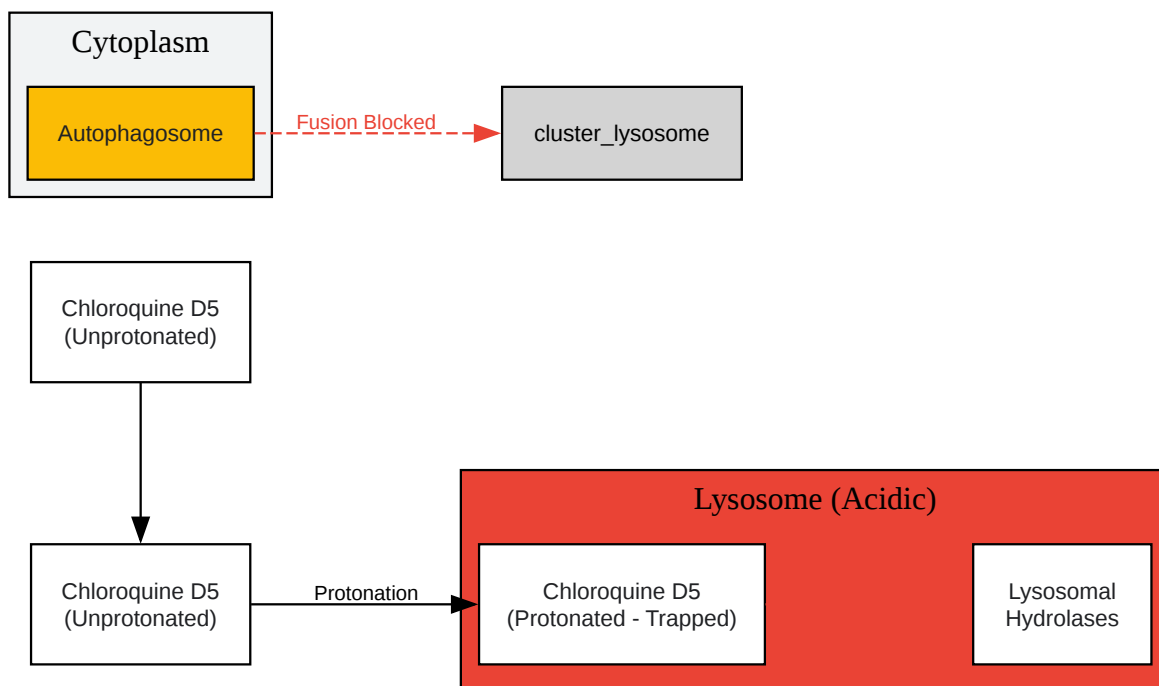 Cytoplasm
Autophagosome
Fusion Blocked
cluster_lysosome
Chloroquine D5
(Unprotonated)
Chloroquine D5
(Unprotonated)
Protonation
Lysosome (Acidic)
Chloroquine D5
(Protonated - Trapped)
Lysosomal
Hydrolases